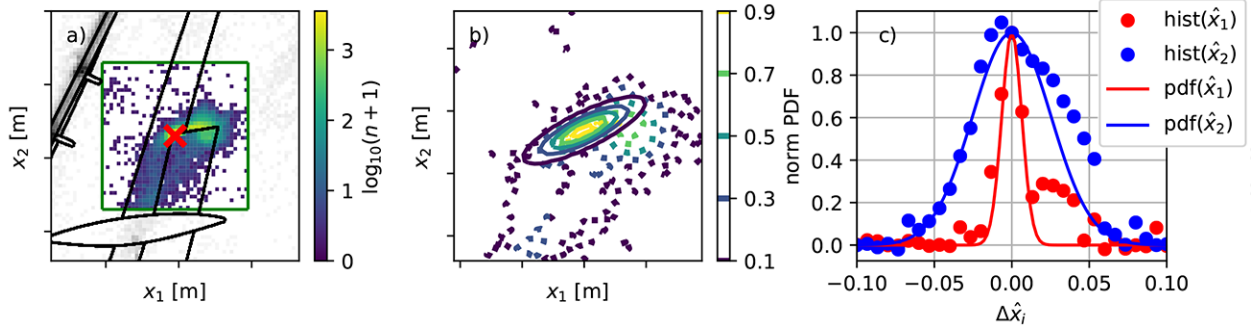 a)
x₂ [m]
x₁ [m]
3
2
1
0
log₁₀(n + 1)
b)
x₁ [m]
0.9
0.7
0.5
0.3
0.1
c)
norm PDF
1.0
0.8
0.6
0.4
0.2
0.0
−0.10 −0.05 0.00 0.05 0.10
Δx̂ᵢ
hist(x̂₁)
hist(x̂₂)
pdf(x̂₁)
pdf(x̂₂)
x₂ [m]